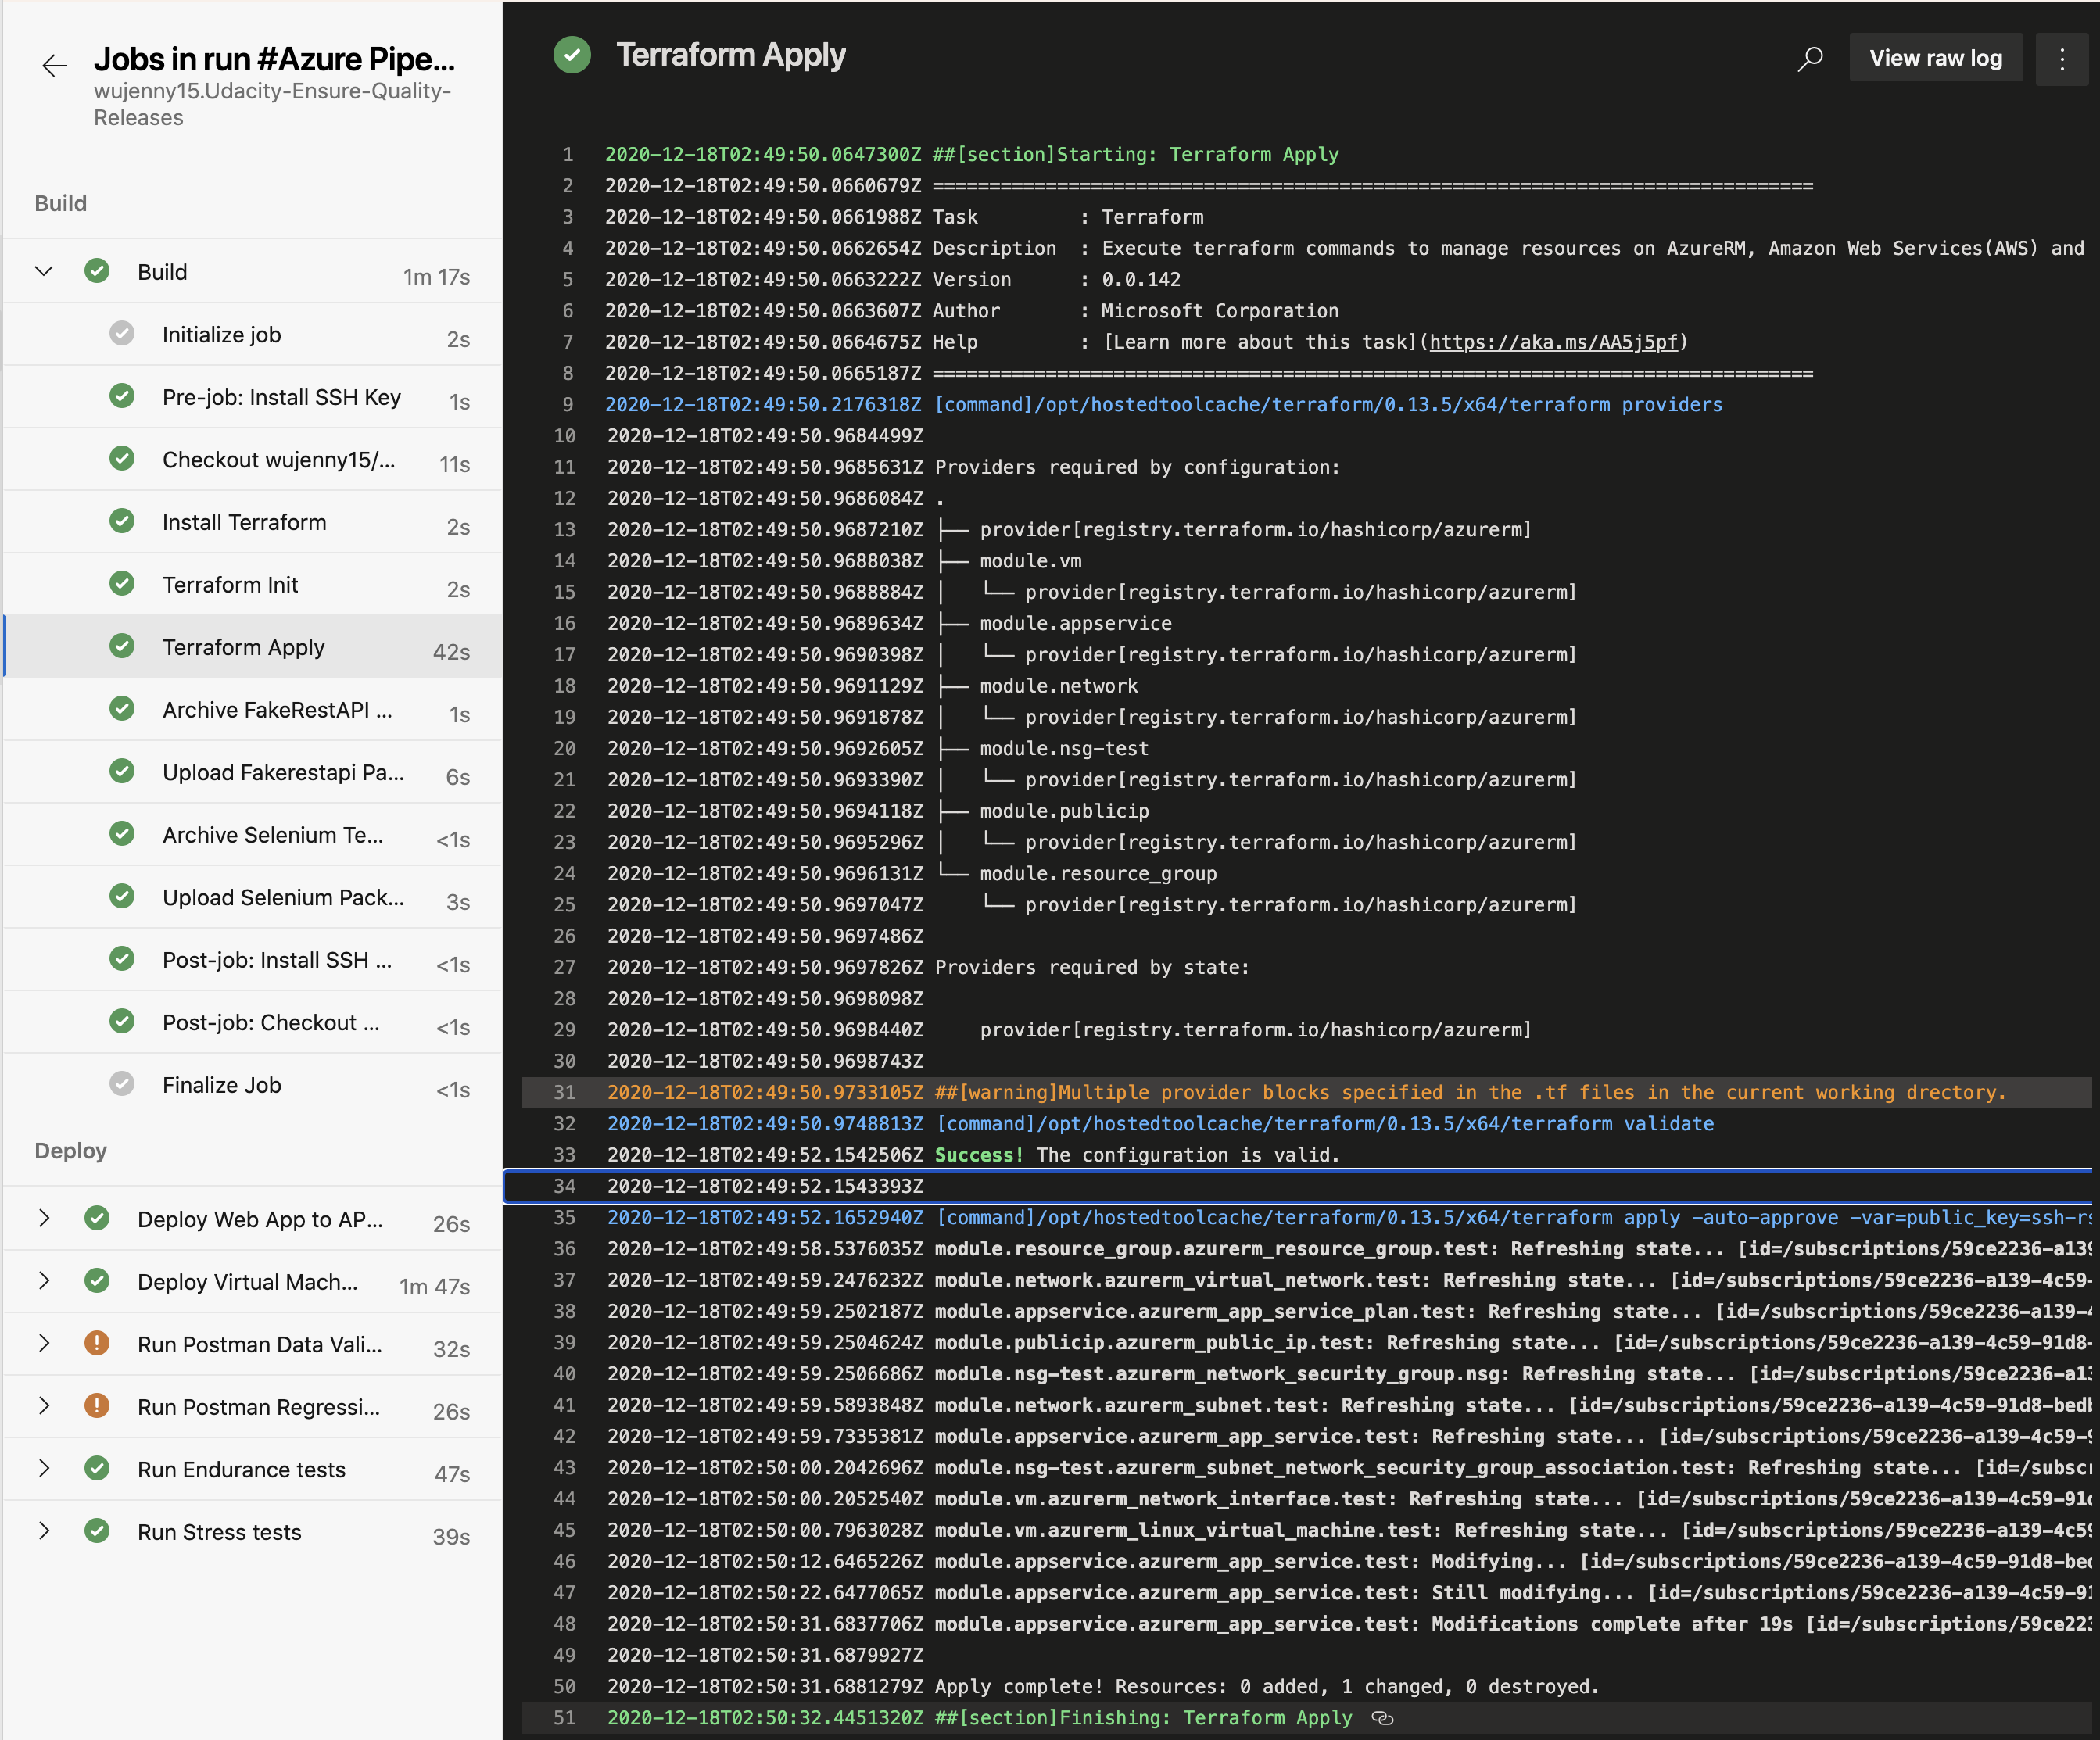 Jobs in run #Azure Pipe...
wujenny15.Udacity-Ensure-Quality-
Releases
Build
Build 1m 17s
Initialize job 2s
Pre-job: Install SSH Key 1s
Checkout wujenny15/... 11s
Install Terraform 2s
Terraform Init 2s
Terraform Apply 42s
Archive FakeRestAPI ... 1s
Upload Fakerestapi Pa... 6s
Archive Selenium Te... <1s
Upload Selenium Pack... 3s
Post-job: Install SSH ... <1s
Post-job: Checkout ... <1s
Finalize Job <1s
Deploy
Deploy Web App to AP... 26s
Deploy Virtual Mach... 1m 47s
Run Postman Data Vali... 32s
Run Postman Regressi... 26s
Run Endurance tests 47s
Run Stress tests 39s
Terraform Apply
View raw log
1 2020-12-18T02:49:50.0647300Z ##[section]Starting: Terraform Apply
2 2020-12-18T02:49:50.0660679Z ==============================================================================
3 2020-12-18T02:49:50.0661988Z Task         : Terraform
4 2020-12-18T02:49:50.0662654Z Description  : Execute terraform commands to manage resources on AzureRM, Amazon Web Services(AWS) and
5 2020-12-18T02:49:50.0663222Z Version      : 0.0.142
6 2020-12-18T02:49:50.0663607Z Author       : Microsoft Corporation
7 2020-12-18T02:49:50.0664675Z Help         : [Learn more about this task](https://aka.ms/AA5j5pf)
8 2020-12-18T02:49:50.0665187Z ==============================================================================
9 2020-12-18T02:49:50.2176318Z [command]/opt/hostedtoolcache/terraform/0.13.5/x64/terraform providers
10 2020-12-18T02:49:50.9684499Z
11 2020-12-18T02:49:50.9685631Z Providers required by configuration:
12 2020-12-18T02:49:50.9686084Z .
13 2020-12-18T02:49:50.9687210Z ├── provider[registry.terraform.io/hashicorp/azurerm]
14 2020-12-18T02:49:50.9688038Z ├── module.vm
15 2020-12-18T02:49:50.9688884Z │   └── provider[registry.terraform.io/hashicorp/azurerm]
16 2020-12-18T02:49:50.9689634Z ├── module.appservice
17 2020-12-18T02:49:50.9690398Z │   └── provider[registry.terraform.io/hashicorp/azurerm]
18 2020-12-18T02:49:50.9691129Z ├── module.network
19 2020-12-18T02:49:50.9691878Z │   └── provider[registry.terraform.io/hashicorp/azurerm]
20 2020-12-18T02:49:50.9692605Z ├── module.nsg-test
21 2020-12-18T02:49:50.9693390Z │   └── provider[registry.terraform.io/hashicorp/azurerm]
22 2020-12-18T02:49:50.9694118Z ├── module.publicip
23 2020-12-18T02:49:50.9695296Z │   └── provider[registry.terraform.io/hashicorp/azurerm]
24 2020-12-18T02:49:50.9696131Z └── module.resource_group
25 2020-12-18T02:49:50.9697047Z     └── provider[registry.terraform.io/hashicorp/azurerm]
26 2020-12-18T02:49:50.9697486Z
27 2020-12-18T02:49:50.9697826Z Providers required by state:
28 2020-12-18T02:49:50.9698098Z
29 2020-12-18T02:49:50.9698440Z     provider[registry.terraform.io/hashicorp/azurerm]
30 2020-12-18T02:49:50.9698743Z
31 2020-12-18T02:49:50.9733105Z ##[warning]Multiple provider blocks specified in the .tf files in the current working drectory.
32 2020-12-18T02:49:50.9748813Z [command]/opt/hostedtoolcache/terraform/0.13.5/x64/terraform validate
33 2020-12-18T02:49:52.1542506Z Success! The configuration is valid.
34 2020-12-18T02:49:52.1543393Z
35 2020-12-18T02:49:52.1652940Z [command]/opt/hostedtoolcache/terraform/0.13.5/x64/terraform apply -auto-approve -var=public_key=ssh-rs
36 2020-12-18T02:49:58.5376035Z module.resource_group.azurerm_resource_group.test: Refreshing state... [id=/subscriptions/59ce2236-a139
37 2020-12-18T02:49:59.2476232Z module.network.azurerm_virtual_network.test: Refreshing state... [id=/subscriptions/59ce2236-a139-4c59-
38 2020-12-18T02:49:59.2502187Z module.appservice.azurerm_app_service_plan.test: Refreshing state... [id=/subscriptions/59ce2236-a139-4
39 2020-12-18T02:49:59.2504624Z module.publicip.azurerm_public_ip.test: Refreshing state... [id=/subscriptions/59ce2236-a139-4c59-91d8-
40 2020-12-18T02:49:59.2506686Z module.nsg-test.azurerm_network_security_group.nsg: Refreshing state... [id=/subscriptions/59ce2236-a13
41 2020-12-18T02:49:59.5893848Z module.network.azurerm_subnet.test: Refreshing state... [id=/subscriptions/59ce2236-a139-4c59-91d8-bedb
42 2020-12-18T02:49:59.7335381Z module.appservice.azurerm_app_service.test: Refreshing state... [id=/subscriptions/59ce2236-a139-4c59-9
43 2020-12-18T02:50:00.2042696Z module.nsg-test.azurerm_subnet_network_security_group_association.test: Refreshing state... [id=/subscr
44 2020-12-18T02:50:00.2052540Z module.vm.azurerm_network_interface.test: Refreshing state... [id=/subscriptions/59ce2236-a139-4c59-91d
45 2020-12-18T02:50:00.7963028Z module.vm.azurerm_linux_virtual_machine.test: Refreshing state... [id=/subscriptions/59ce2236-a139-4c59
46 2020-12-18T02:50:12.6465226Z module.appservice.azurerm_app_service.test: Modifying... [id=/subscriptions/59ce2236-a139-4c59-91d8-bed
47 2020-12-18T02:50:22.6477065Z module.appservice.azurerm_app_service.test: Still modifying... [id=/subscriptions/59ce2236-a139-4c59-91
48 2020-12-18T02:50:31.6837706Z module.appservice.azurerm_app_service.test: Modifications complete after 19s [id=/subscriptions/59ce223
49 2020-12-18T02:50:31.6879927Z
50 2020-12-18T02:50:31.6881279Z Apply complete! Resources: 0 added, 1 changed, 0 destroyed.
51 2020-12-18T02:50:32.4451320Z ##[section]Finishing: Terraform Apply